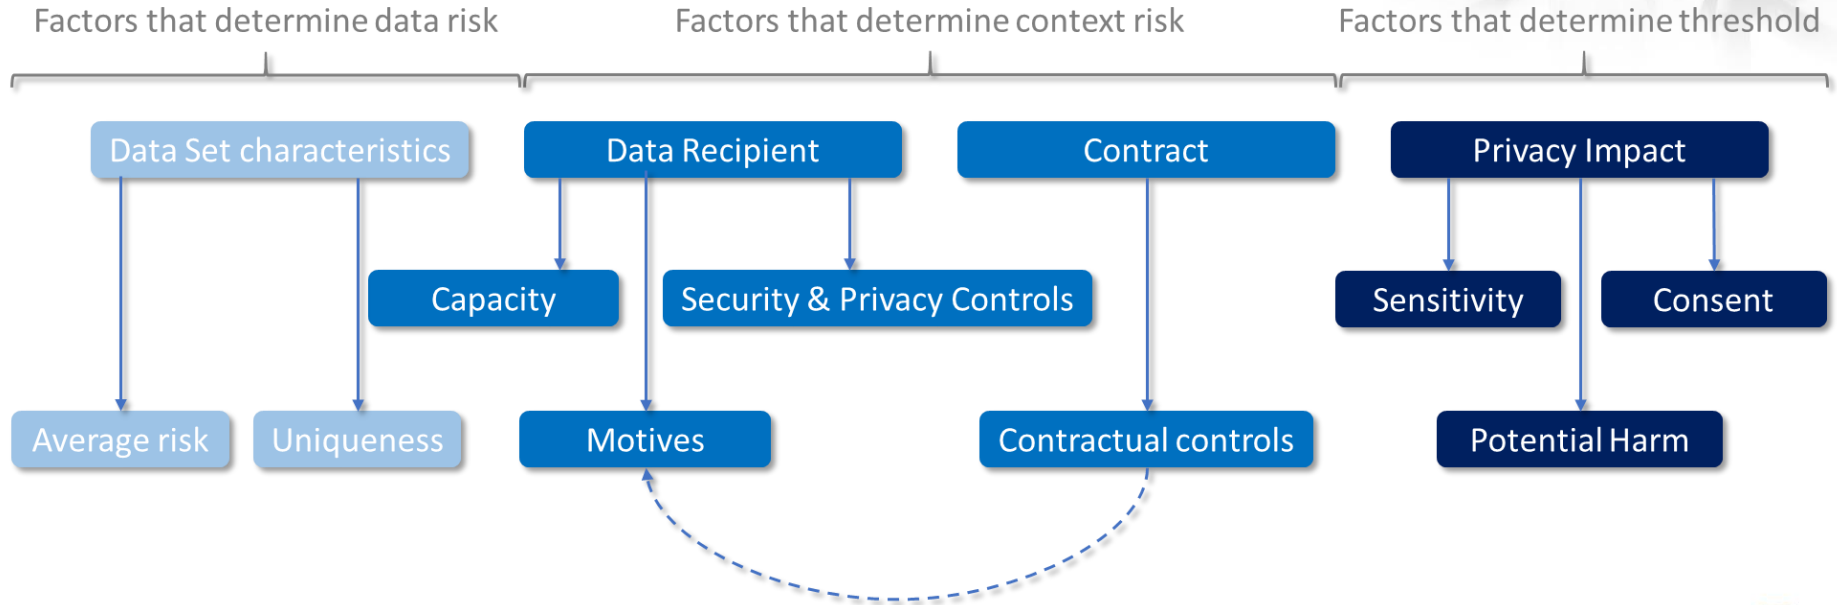 Factors that determine data risk
Factors that determine context risk
Factors that determine threshold
Data Set characteristics
Data Recipient
Contract
Privacy Impact
Capacity
Security & Privacy Controls
Sensitivity
Consent
Average risk
Uniqueness
Motives
Contractual controls
Potential Harm